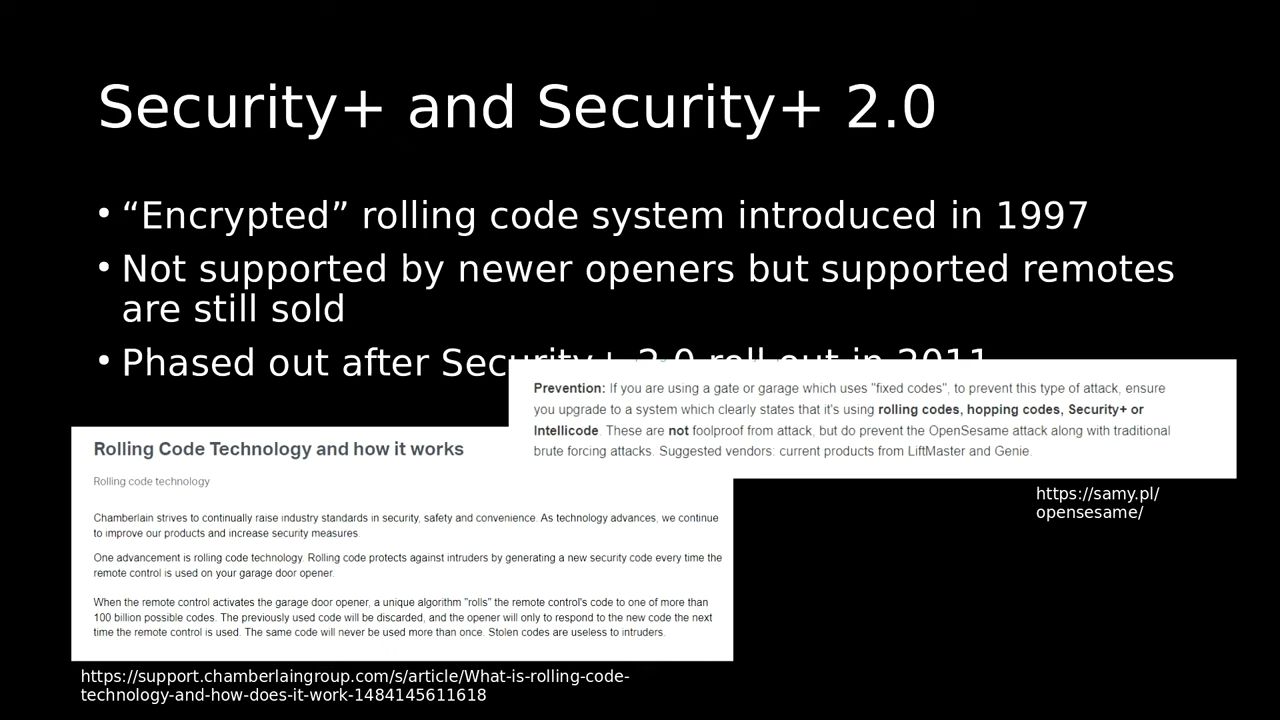 Security+ and Security+ 2.0
• “Encrypted” rolling code system introduced in 1997
• Not supported by newer openers but supported remotes
are still sold
• Phased out after Security+ 2.0 roll out in 2011
Prevention: If you are using a gate or garage which uses "fixed codes", to prevent this type of attack, ensure
you upgrade to a system which clearly states that it's using rolling codes, hopping codes, Security+ or
Intellicode. These are not foolproof from attack, but do prevent the OpenSesame attack along with traditional
brute forcing attacks. Suggested vendors: current products from LiftMaster and Genie.
https://samy.pl/
opensesame/
Rolling Code Technology and how it works
Rolling code technology
Chamberlain strives to continually raise industry standards in security, safety and convenience. As technology advances, we continue
to improve our products and increase security measures.
One advancement is rolling code technology. Rolling code protects against intruders by generating a new security code every time the
remote control is used on your garage door opener.
When the remote control activates the garage door opener, a unique algorithm "rolls" the remote control's code to one of more than
100 billion possible codes. The previously used code will be discarded, and the opener will only to respond to the new code the next
time the remote control is used. The same code will never be used more than once. Stolen codes are useless to intruders.
https://support.chamberlaingroup.com/s/article/What-is-rolling-code-
technology-and-how-does-it-work-1484145611618